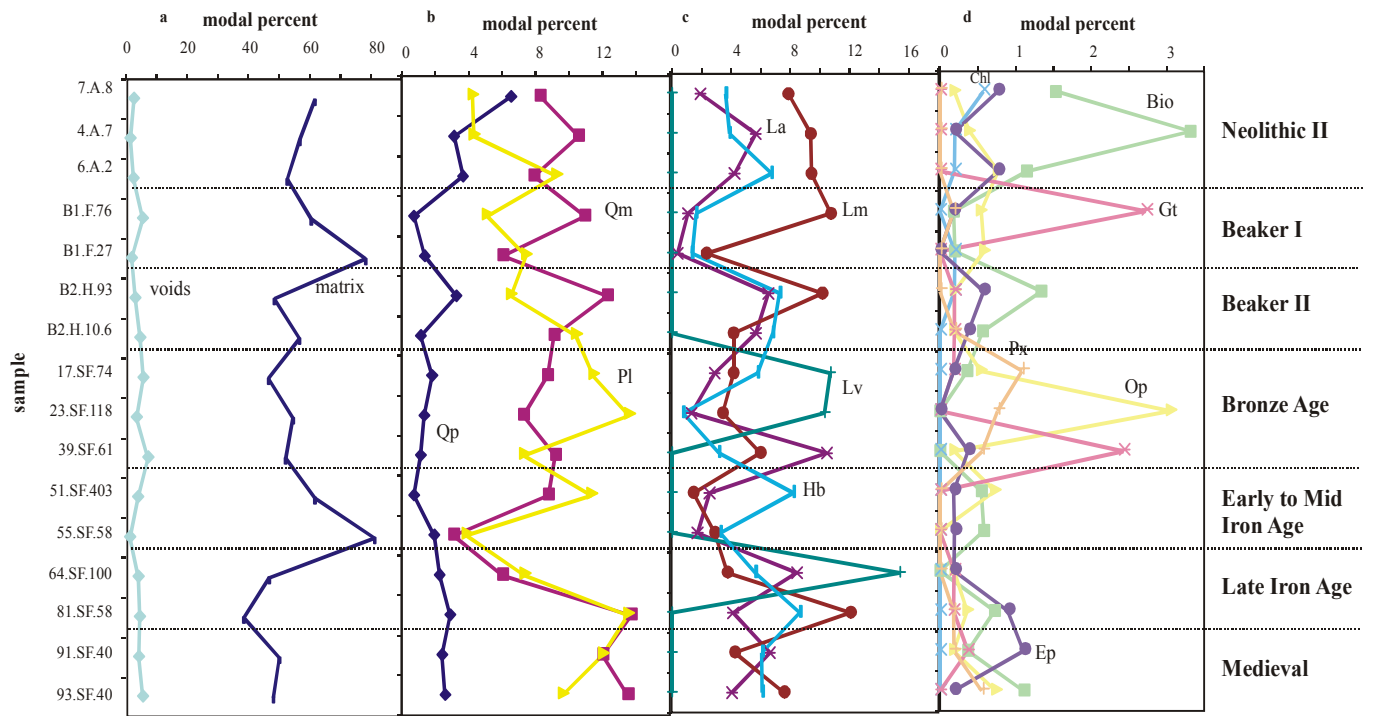 a modal percent b modal percent c modal percent d modal percent
0 20 40 60 80 0 4 8 12 0 4 8 12 16 0 1 2 3
sample
7.A.8 Chl Bio Neolithic II
4.A.7 La
6.A.2
B1.F.76 Qm Lm Gt Beaker I
B1.F.27
B2.H.93 voids matrix Beaker II
B2.H.10.6
17.SF.74 Pl Lv Px Op Bronze Age
23.SF.118 Qp
39.SF.61
51.SF.403 Hb Early to Mid
55.SF.58 Iron Age
64.SF.100 Late Iron Age
81.SF.58
91.SF.40 Ep Medieval
93.SF.40